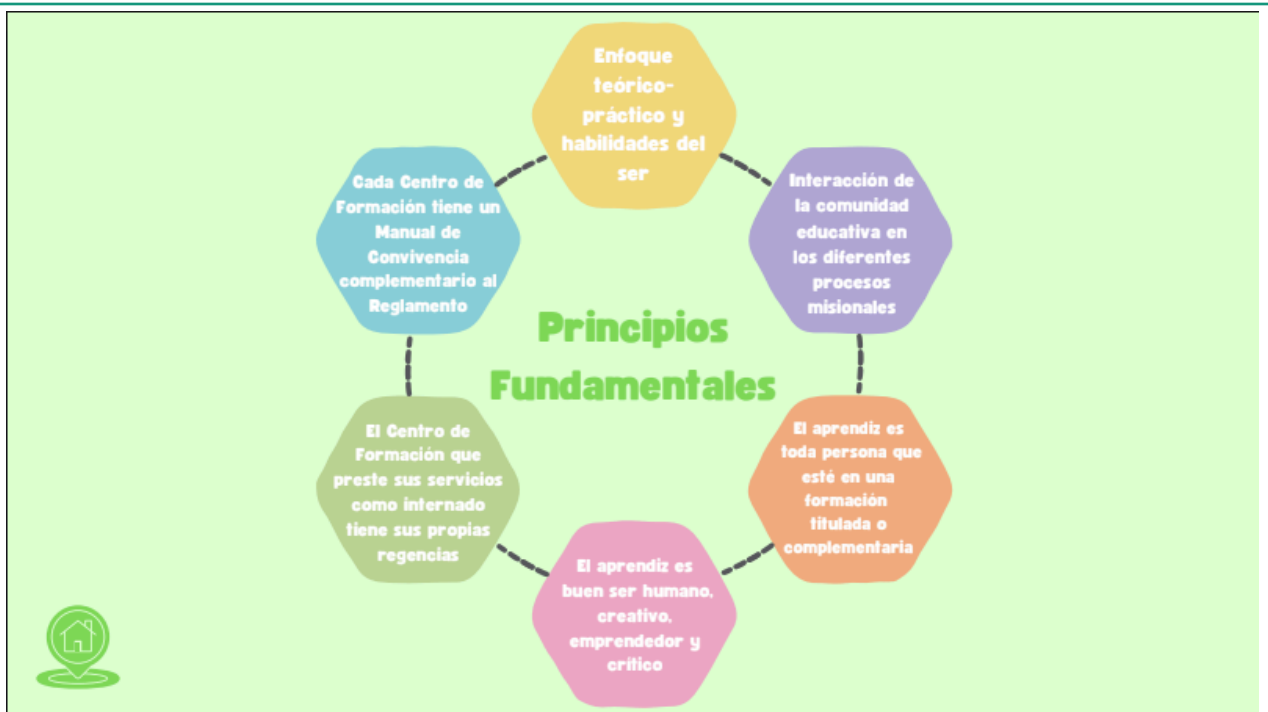 Enfoque
teórico-
práctico y
habilidades del
ser
Interacción de
la comunidad
educativa en
los diferentes
procesos
misionales
El aprendiz es
toda persona que
esté en una
formación
titulada o
complementaria
El aprendiz es
buen ser humano,
creativo,
emprendedor y
crítico
El Centro de
Formación que
preste sus servicios
como internado
tiene sus propias
regencias
Cada Centro de
Formación tiene un
Manual de
Convivencia
complementario al
Reglamento
Principios
Fundamentales